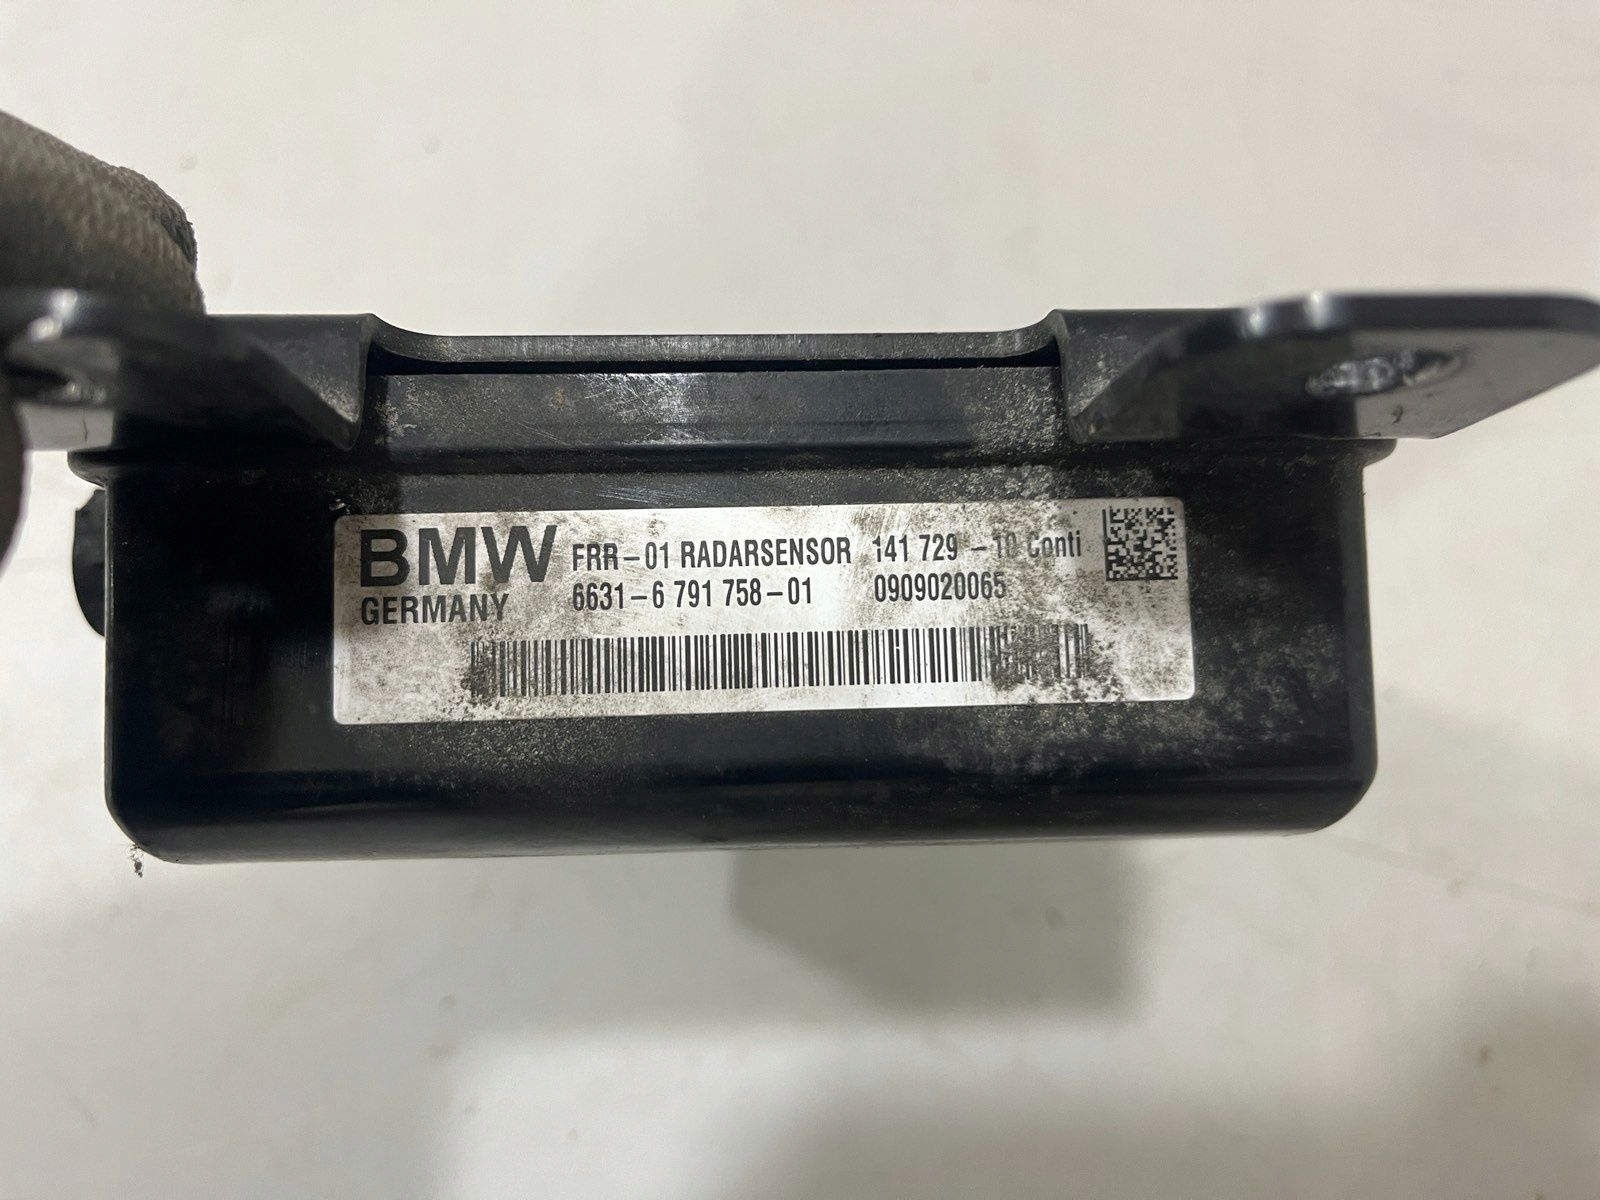 BMW FRR-01 RADARSENSOR 141 729 -10 Conti
GERMANY 6631-6 791 758-01 0909020065